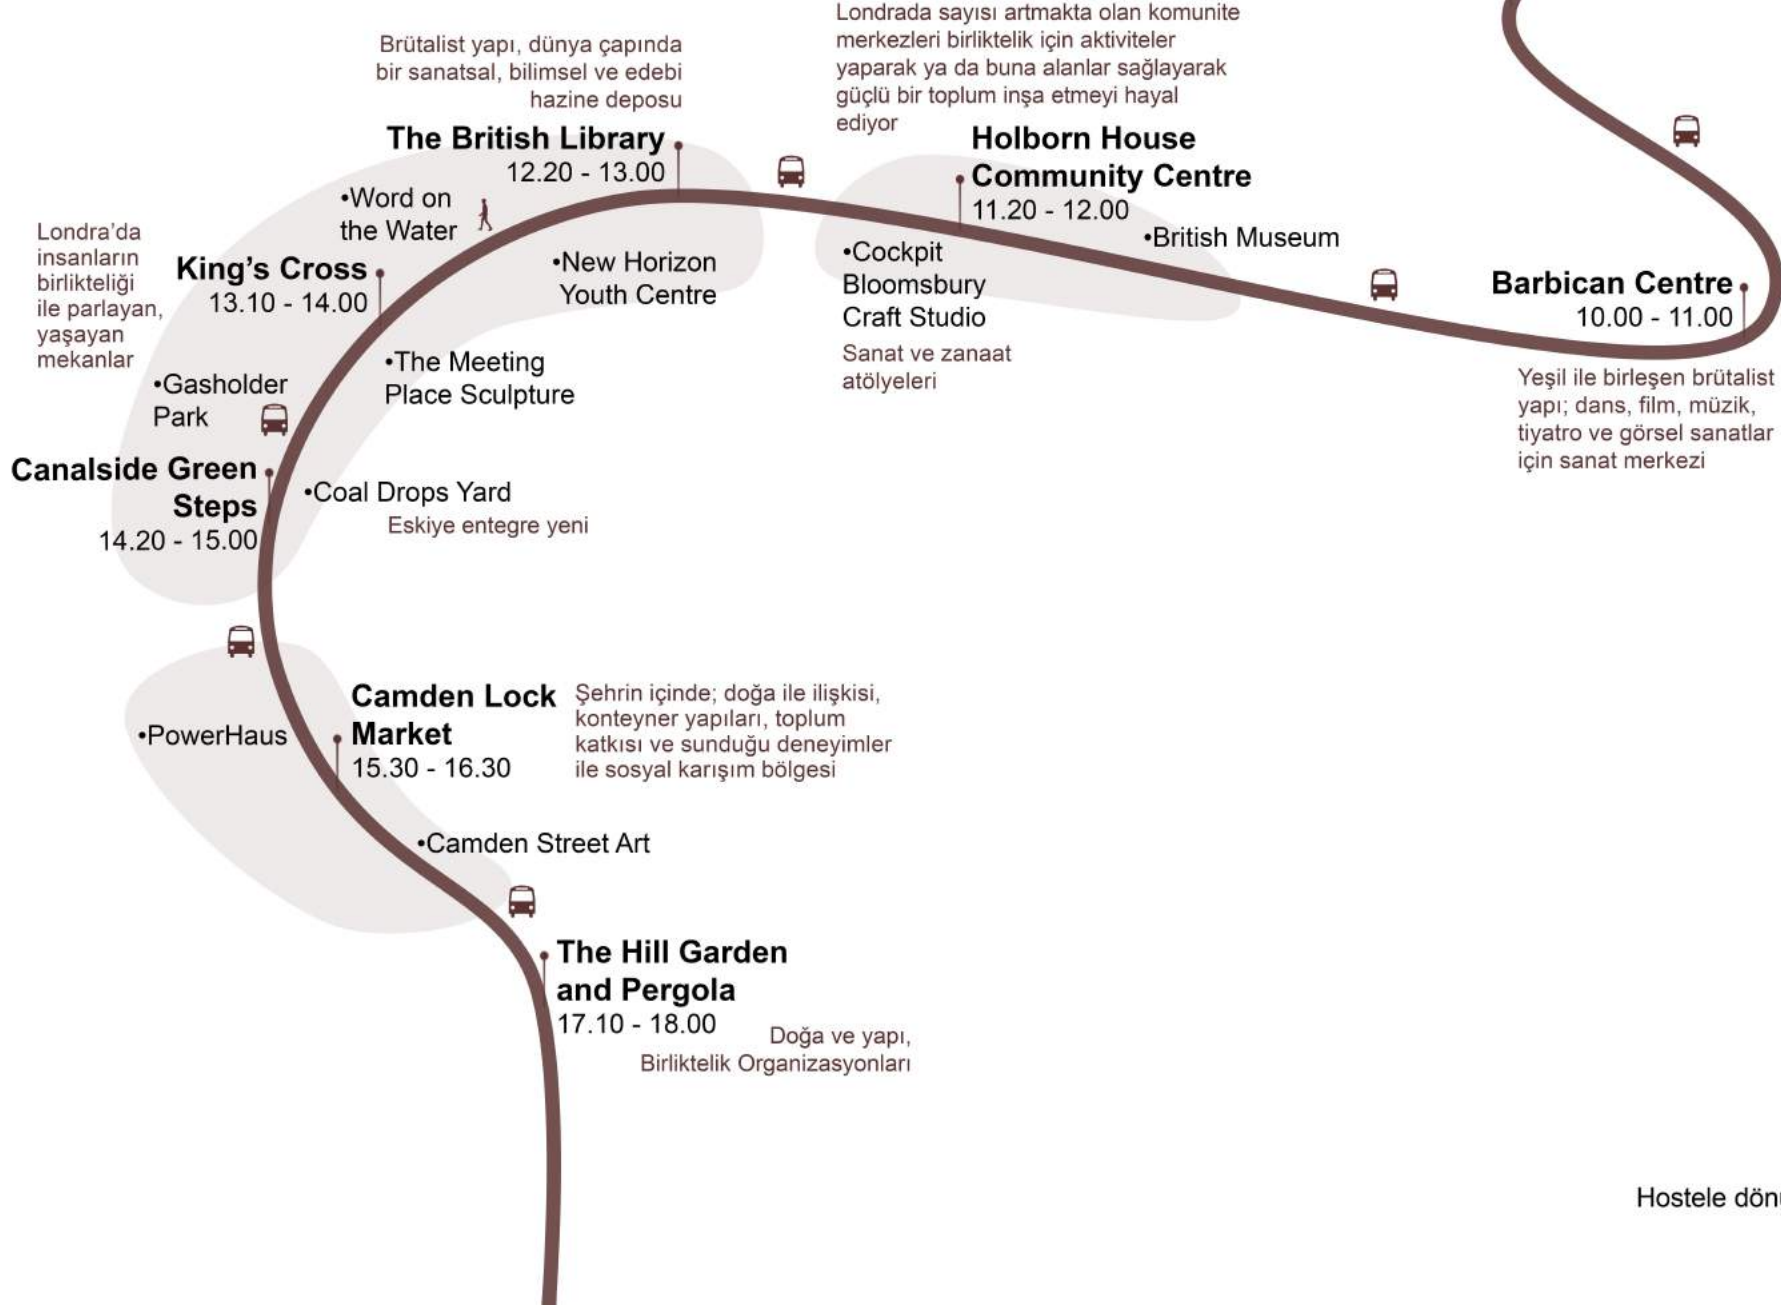 Londrada sayısı artmakta olan komunite
merkezleri birliktelik için aktiviteler
yaparak ya da buna alanlar sağlayarak
güçlü bir toplum inşa etmeyi hayal
ediyor
Brütalist yapı, dünya çapında
bir sanatsal, bilimsel ve edebi
hazine deposu
The British Library
12.20 - 13.00
Holborn House
Community Centre
11.20 - 12.00
•Word on
the Water
•British Museum
Londra’da
insanların
birlikteliği
ile parlayan,
yaşayan
mekanlar
King’s Cross
13.10 - 14.00
•New Horizon
Youth Centre
•Cockpit
Bloomsbury
Craft Studio
Sanat ve zanaat
atölyeleri
Barbican Centre
10.00 - 11.00
Yeşil ile birleşen brütalist
yapı; dans, film, müzik,
tiyatro ve görsel sanatlar
için sanat merkezi
•The Meeting
Place Sculpture
•Gasholder
Park
Canalside Green
Steps
14.20 - 15.00
•Coal Drops Yard
Eskiye entegre yeni
•PowerHaus
Camden Lock
Market
15.30 - 16.30
Şehrin içinde; doğa ile ilişkisi,
konteyner yapıları, toplum
katkısı ve sunduğu deneyimler
ile sosyal karışım bölgesi
•Camden Street Art
The Hill Garden
and Pergola
17.10 - 18.00
Doğa ve yapı,
Birliktelik Organizasyonları
Hostele